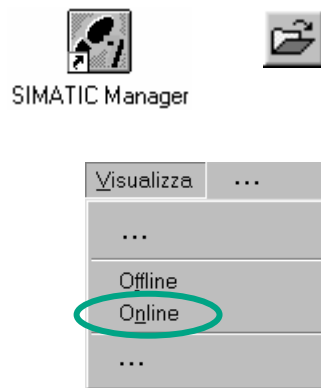 SIMATIC Manager
Visualizza ...
...
Offline
Online
...